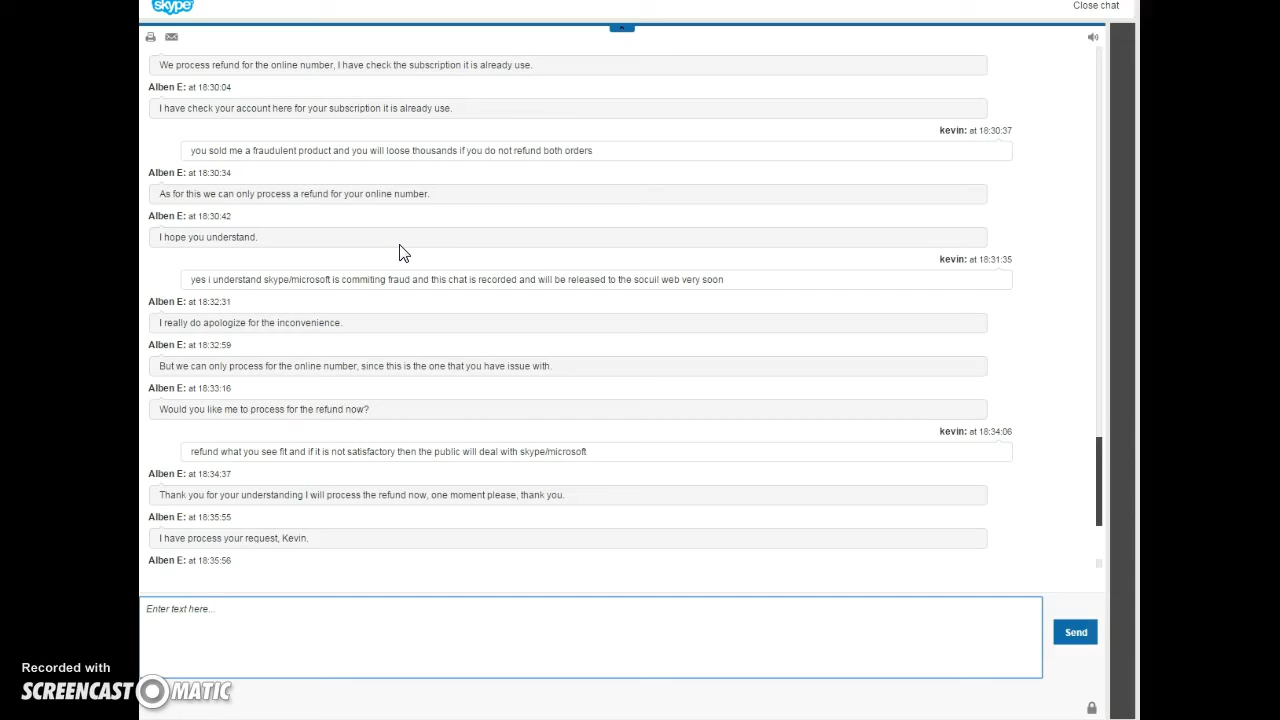 skype
Close chat
We process refund for the online number, I have check the subscription it is already use.
Alben E: at 18:30:04
I have check your account here for your subscription it is already use.
kevin: at 18:30:37
you sold me a fraudulent product and you will loose thousands if you do not refund both orders
Alben E: at 18:30:34
As for this we can only process a refund for your online number.
Alben E: at 18:30:42
I hope you understand.
kevin: at 18:31:35
yes i understand skype/microsoft is commiting fraud and this chat is recorded and will be released to the socuil web very soon
Alben E: at 18:32:31
I really do apologize for the inconvenience.
Alben E: at 18:32:59
But we can only process for the online number, since this is the one that you have issue with.
Alben E: at 18:33:16
Would you like me to process for the refund now?
kevin: at 18:34:06
refund what you see fit and if it is not satisfactory then the public will deal with skype/microsoft
Alben E: at 18:34:37
Thank you for your understanding I will process the refund now, one moment please, thank you.
Alben E: at 18:35:55
I have process your request, Kevin.
Alben E: at 18:35:56
Enter text here...
Send
Recorded with
SCREENCAST MATIC